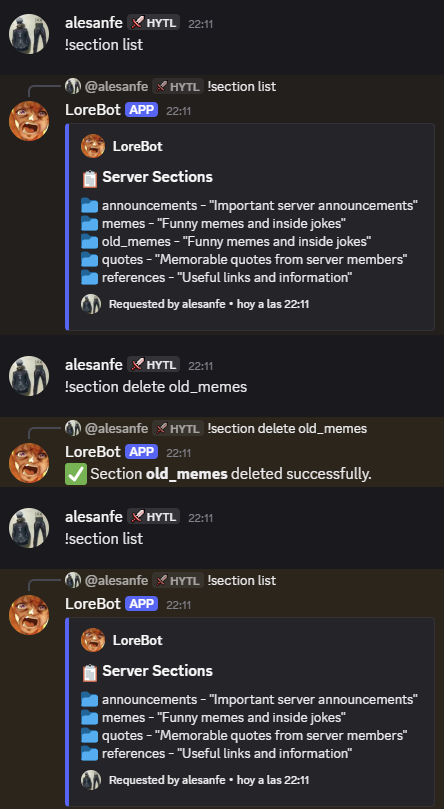 alesanfe HYTL 22:11
!section list
@alesanfe HYTL !section list
LoreBot APP 22:11
LoreBot
Server Sections
announcements - "Important server announcements"
memes - "Funny memes and inside jokes"
old_memes - "Funny memes and inside jokes"
quotes - "Memorable quotes from server members"
references - "Useful links and information"
Requested by alesanfe • hoy a las 22:11
alesanfe HYTL 22:11
!section delete old_memes
@alesanfe HYTL !section delete old_memes
LoreBot APP 22:11
Section old_memes deleted successfully.
alesanfe HYTL 22:11
!section list
@alesanfe HYTL !section list
LoreBot APP 22:11
LoreBot
Server Sections
announcements - "Important server announcements"
memes - "Funny memes and inside jokes"
quotes - "Memorable quotes from server members"
references - "Useful links and information"
Requested by alesanfe • hoy a las 22:11